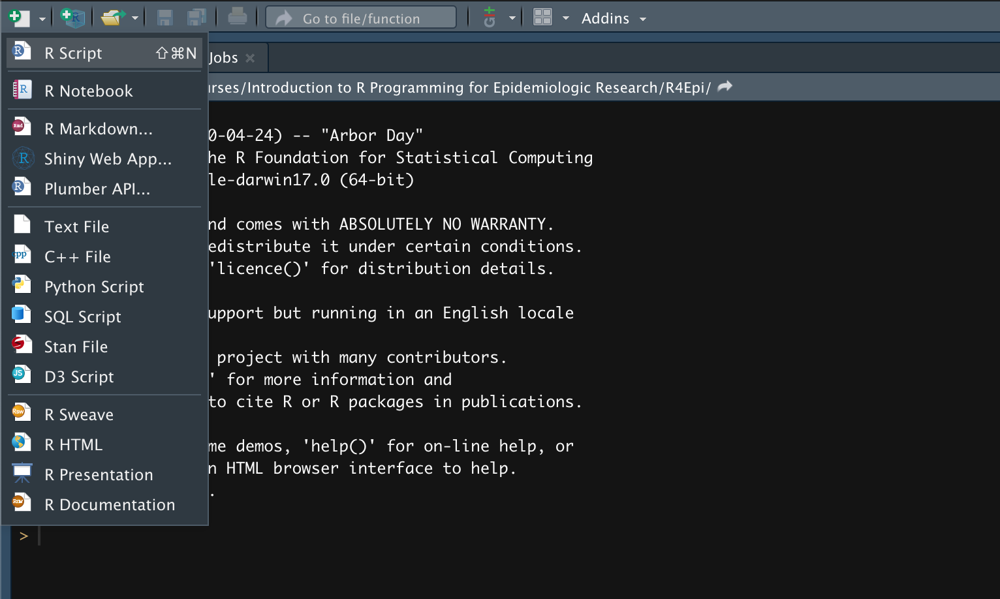 Go to file/function
Addins
R Script ⇧⌘N
R Notebook
R Markdown...
Shiny Web App...
Plumber API...
Text File
C++ File
Python Script
SQL Script
Stan File
D3 Script
R Sweave
R HTML
R Presentation
R Documentation
Jobs
urses/Introduction to R Programming for Epidemiologic Research/R4Epi/
0-04-24) -- "Arbor Day"
he R Foundation for Statistical Computing
le-darwin17.0 (64-bit)
nd comes with ABSOLUTELY NO WARRANTY.
edistribute it under certain conditions.
'licence()' for distribution details.
upport but running in an English locale
project with many contributors.
' for more information and
to cite R or R packages in publications.
me demos, 'help()' for on-line help, or
n HTML browser interface to help.
.
>